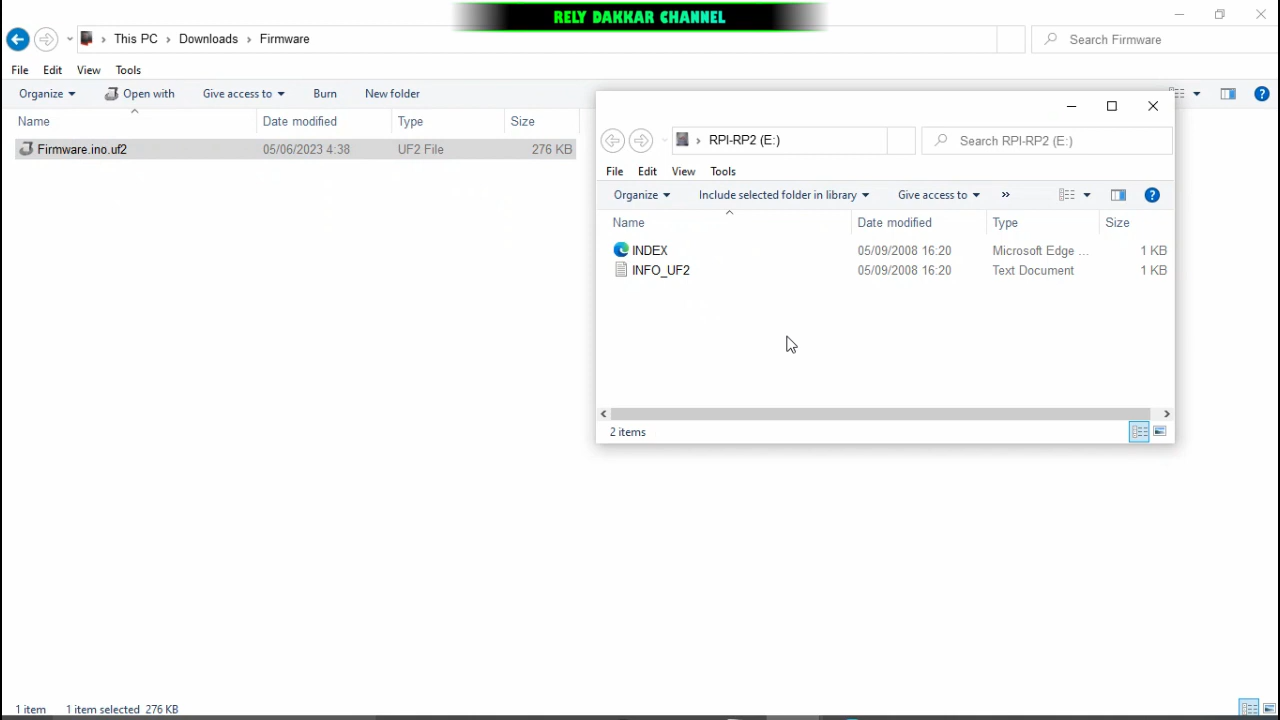 RELY DAKKAR CHANNEL
This PC > Downloads > Firmware
Search Firmware
File Edit View Tools
Organize Open with Give access to Burn New folder
Name Date modified Type Size
Firmware.ino.uf2 05/06/2023 4:38 UF2 File 276 KB
RPI-RP2 (E:)
Search RPI-RP2 (E:)
File Edit View Tools
Organize Include selected folder in library Give access to »
Name Date modified Type Size
INDEX 05/09/2008 16:20 Microsoft Edge ... 1 KB
INFO_UF2 05/09/2008 16:20 Text Document 1 KB
2 items
1 item 1 item selected 276 KB